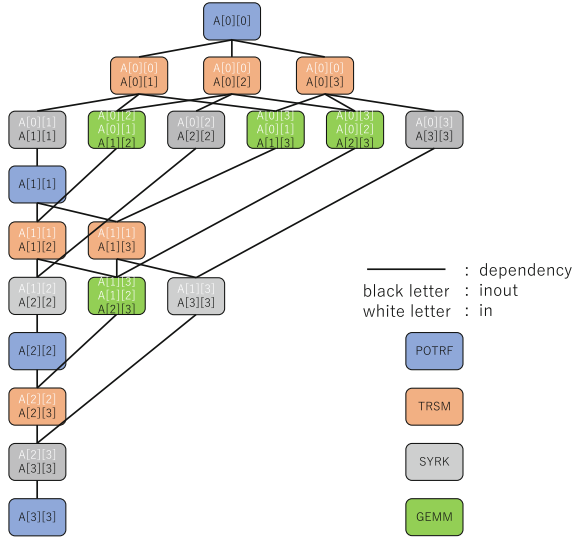 A[0][0]
A[0][0]
A[0][1]
A[0][0]
A[0][2]
A[0][0]
A[0][3]
A[0][1]
A[1][1]
A[0][2]
A[0][1]
A[1][2]
A[0][2]
A[2][2]
A[0][3]
A[0][1]
A[1][3]
A[0][3]
A[0][2]
A[2][3]
A[0][3]
A[3][3]
A[1][1]
A[1][1]
A[1][2]
A[1][1]
A[1][3]
A[1][2]
A[2][2]
A[1][3]
A[1][2]
A[2][3]
A[1][3]
A[3][3]
: dependency
black letter : inout
white letter : in
A[2][2]
POTRF
A[2][2]
A[2][3]
TRSM
A[2][3]
A[3][3]
SYRK
A[3][3]
GEMM